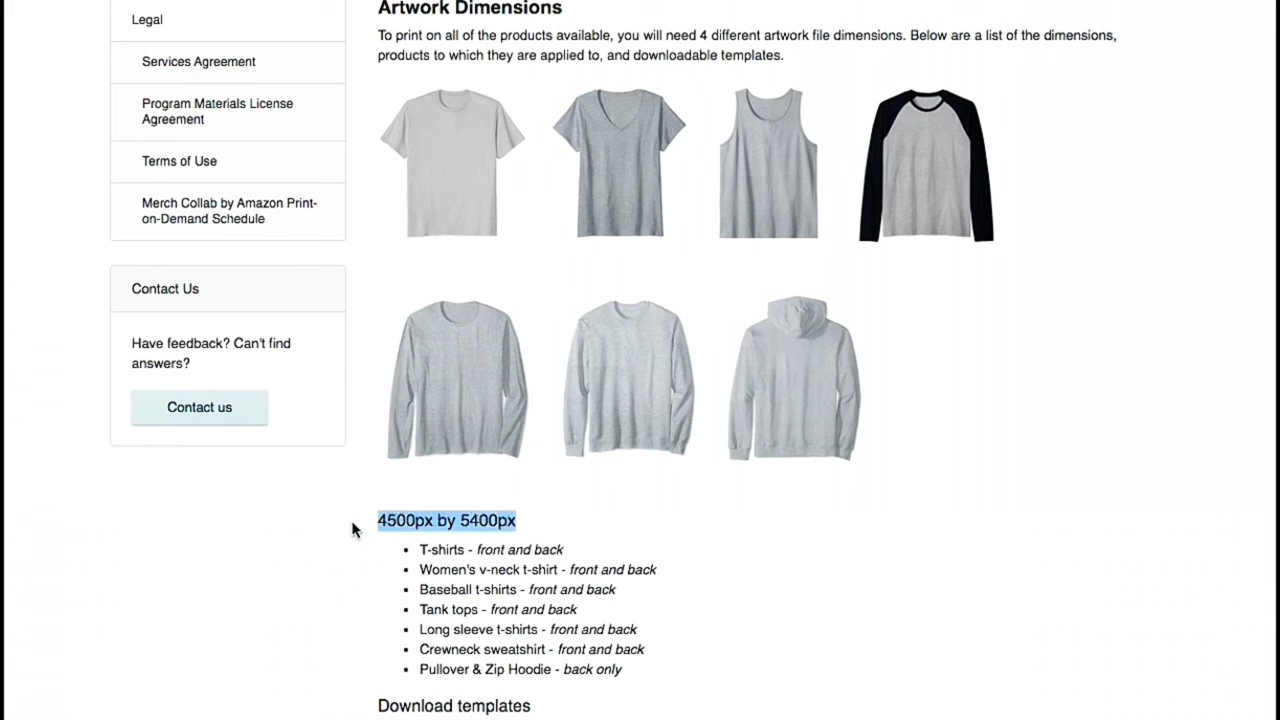 Legal
Services Agreement
Program Materials License
Agreement
Terms of Use
Merch Collab by Amazon Print-
on-Demand Schedule
Contact Us
Have feedback? Can't find
answers?
Contact us
Artwork Dimensions
To print on all of the products available, you will need 4 different artwork file dimensions. Below are a list of the dimensions,
products to which they are applied to, and downloadable templates.
4500px by 5400px
• T-shirts - front and back
• Women's v-neck t-shirt - front and back
• Baseball t-shirts - front and back
• Tank tops - front and back
• Long sleeve t-shirts - front and back
• Crewneck sweatshirt - front and back
• Pullover & Zip Hoodie - back only
Download templates